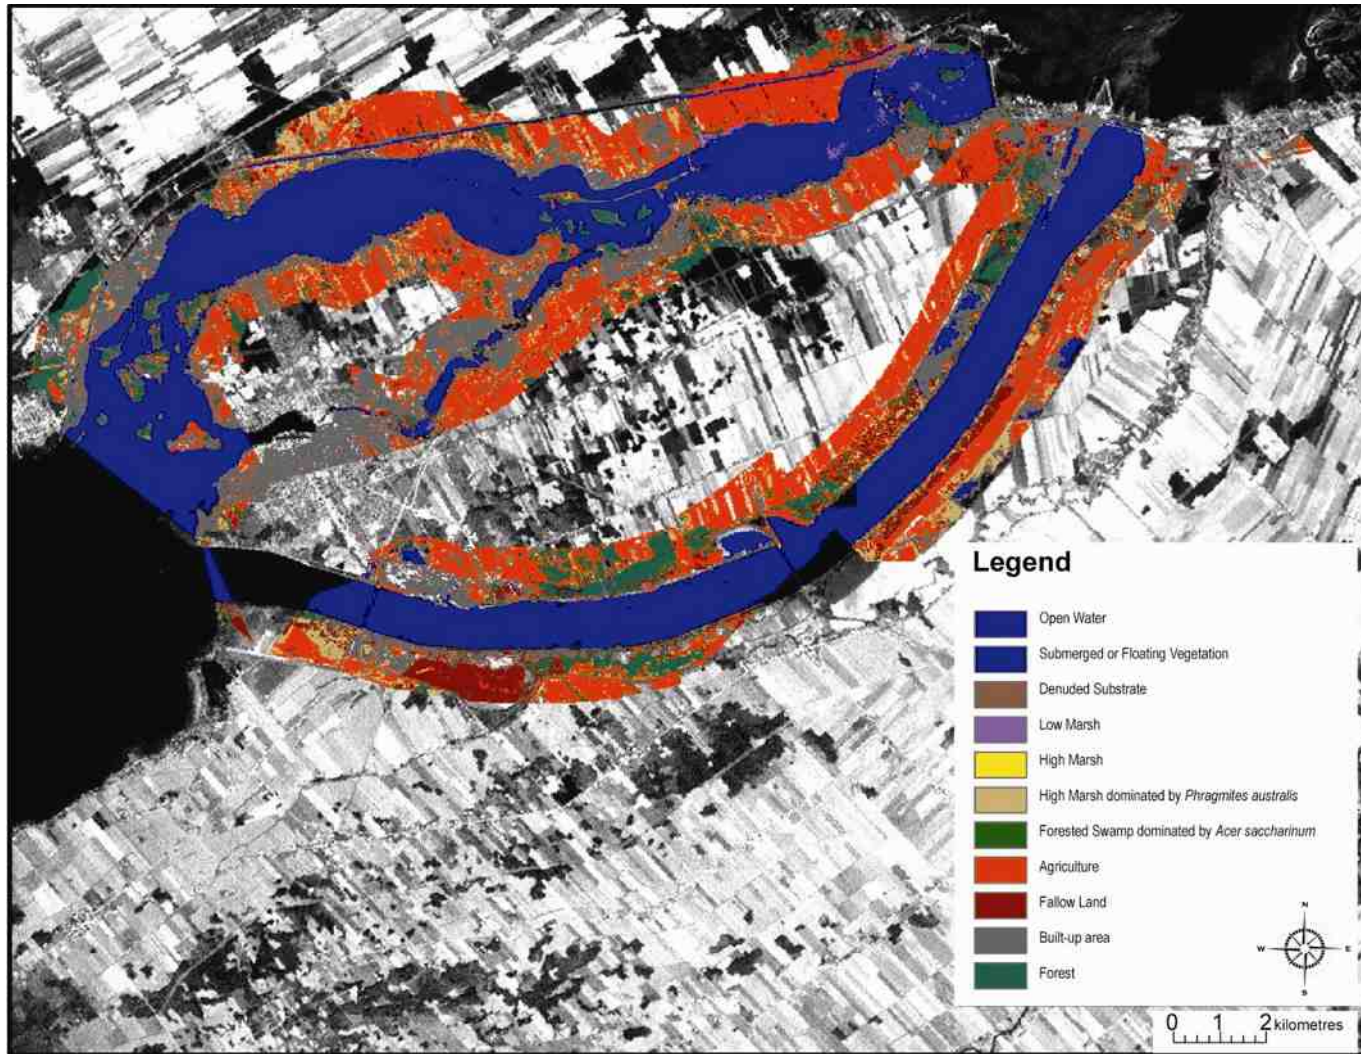 Legend
Open Water
Submerged or Floating Vegetation
Denuded Substrate
Low Marsh
High Marsh
High Marsh dominated by Phragmites australis
Forested Swamp dominated by Acer saccharinum
Agriculture
Fallow Land
Built-up area
Forest
N
W E
S
0 1 2 kilometres